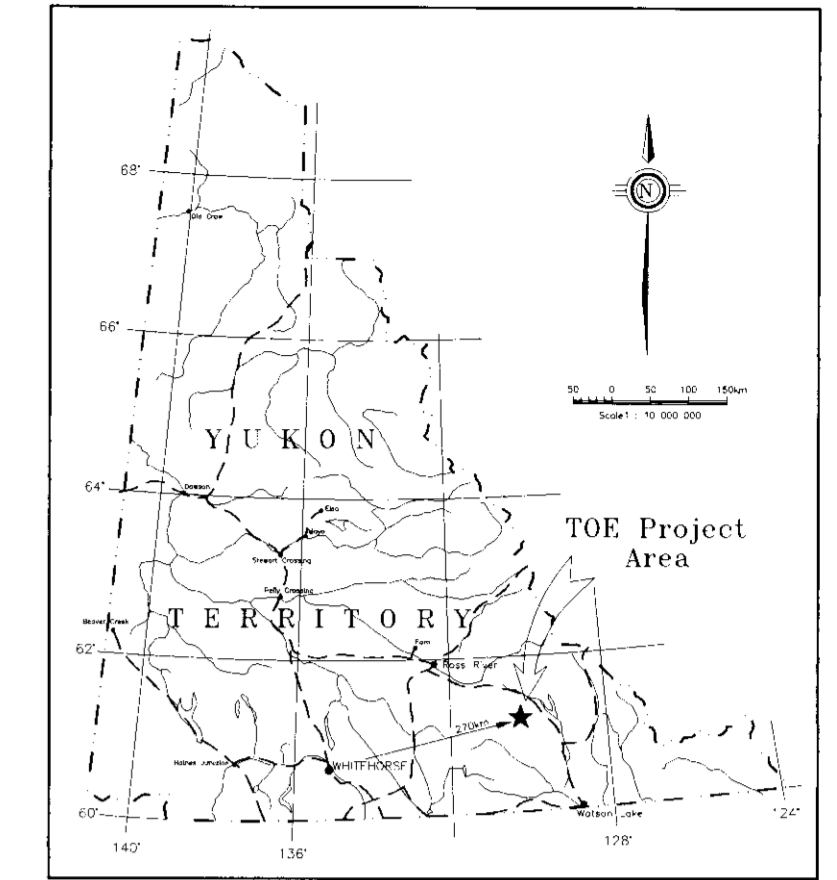 68°
Old Crow
N
66°
50 0 50 100 150km
Scale 1 : 10 000 000
YUKON
64°
Dawson
Elsa
Mayo
TOE Project
Area
Stewart Crossing
Pelly Crossing
TERRITORY
Beaver Creek
62°
Faro
Ross River
270km
Haines Junction
WHITEHORSE
60°
Watson Lake
140°
136°
128°
124°